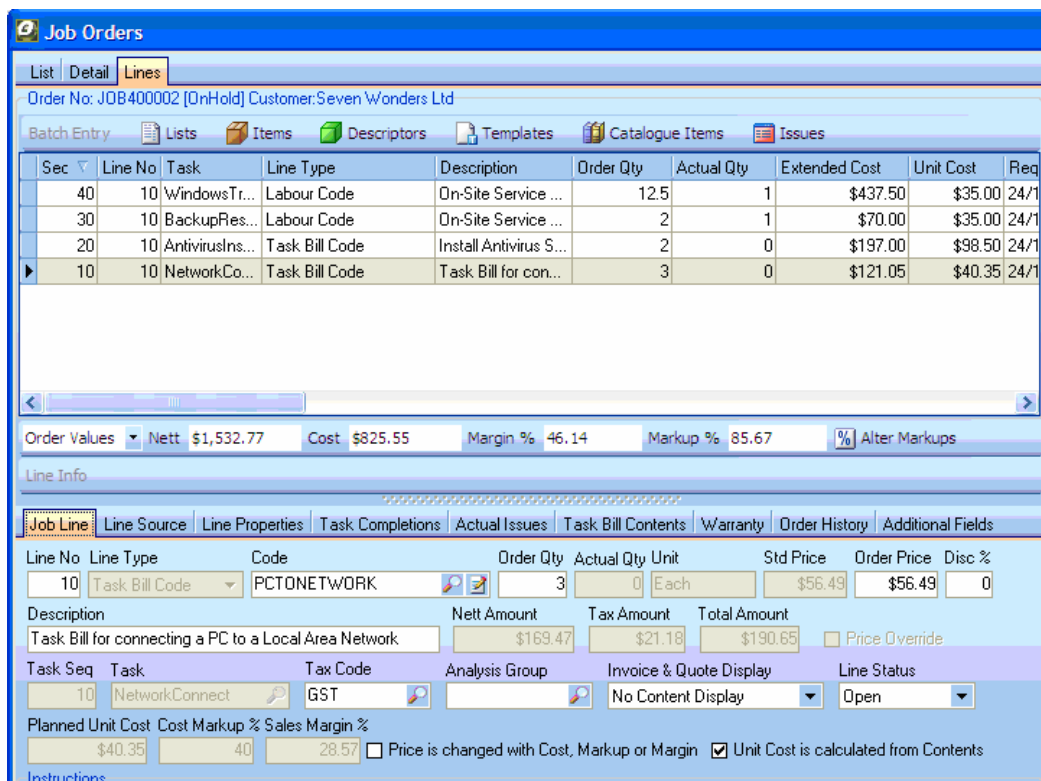 Job Orders
List Detail Lines
Order No: JOB400002 [OnHold] Customer:Seven Wonders Ltd
Batch Entry Lists Items Descriptors Templates Catalogue Items Issues
Sec Line No Task Line Type Description Order Qty Actual Qty Extended Cost Unit Cost Req
40 10 WindowsTr... Labour Code On-Site Service ... 12.5 1 $437.50 $35.00 24/1
30 10 BackupRes... Labour Code On-Site Service ... 2 1 $70.00 $35.00 24/1
20 10 AntivirusIns... Task Bill Code Install Antivirus S... 2 0 $197.00 $98.50 24/1
10 10 NetworkCo... Task Bill Code Task Bill for con... 3 0 $121.05 $40.35 24/1
Order Values Nett $1,532.77 Cost $825.55 Margin % 46.14 Markup % 85.67 % Alter Markups
Line Info
Job Line Line Source Line Properties Task Completions Actual Issues Task Bill Contents Warranty Order History Additional Fields
Line No Line Type Code Order Qty Actual Qty Unit Std Price Order Price Disc %
10 Task Bill Code PCTONETWORK 3 0 Each $56.49 $56.49 0
Description Nett Amount Tax Amount Total Amount
Task Bill for connecting a PC to a Local Area Network $169.47 $21.18 $190.65 Price Override
Task Seq Task Tax Code Analysis Group Invoice & Quote Display Line Status
10 NetworkConnect GST No Content Display Open
Planned Unit Cost Cost Markup % Sales Margin %
$40.35 40 28.57 Price is changed with Cost, Markup or Margin Unit Cost is calculated from Contents
Instructions